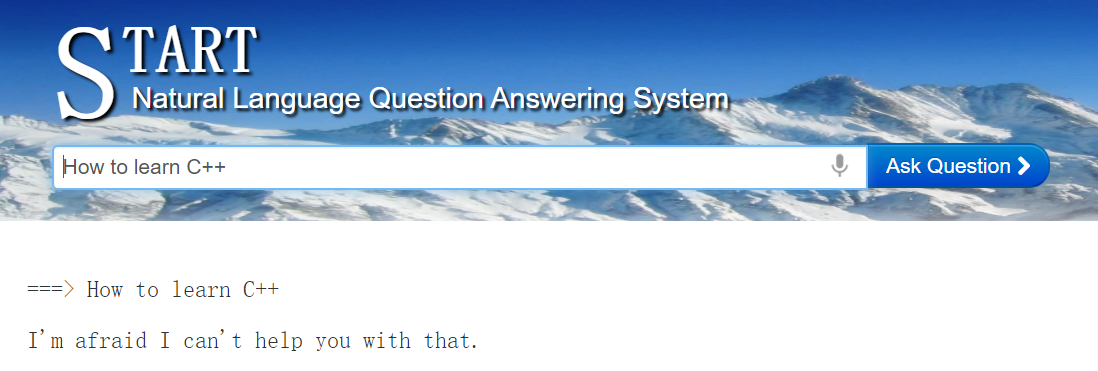 START
Natural Language Question Answering System
How to learn C++ Ask Question
===> How to learn C++
I'm afraid I can't help you with that.